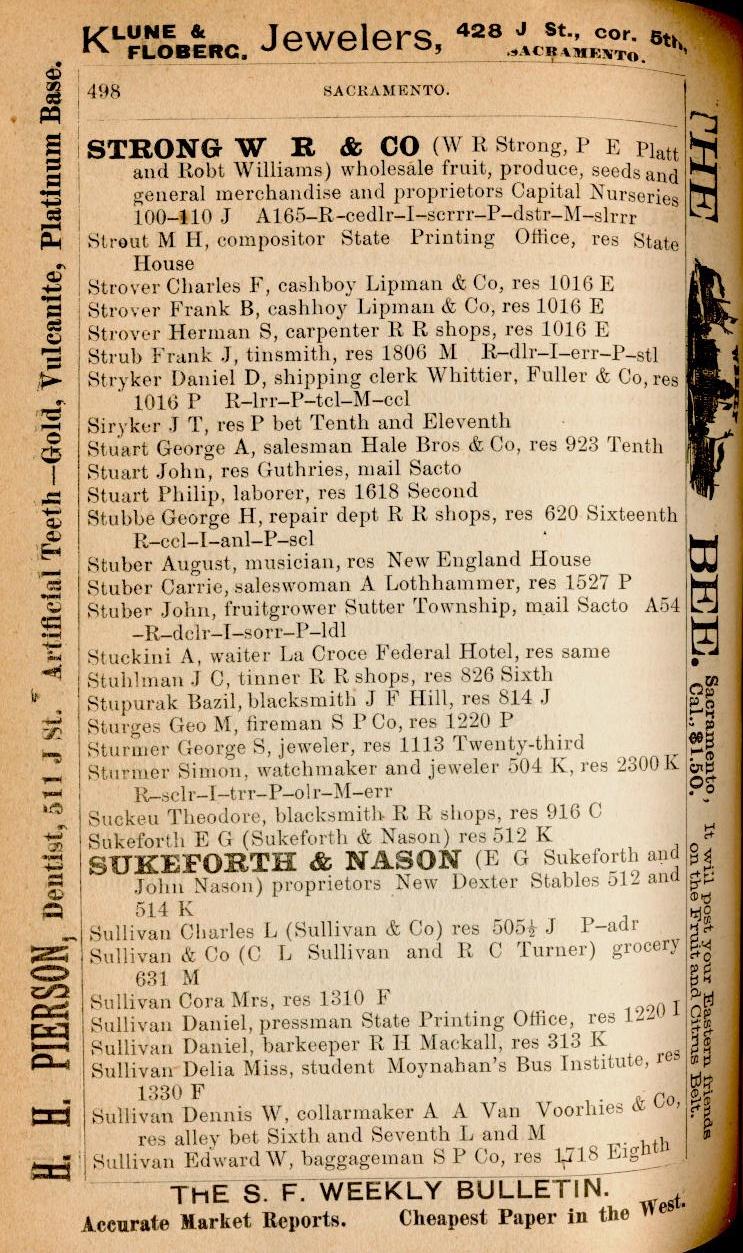 KLUNE & FLOBERG, Jewelers, 428 J St., cor. 5th, SACRAMENTO.
498 SACRAMENTO.
STRONG W R & CO (W R Strong, P E Platt
and Robt Williams) wholesale fruit, produce, seeds and
general merchandise and proprietors Capital Nurseries
100-110 J A165-R-cedlr-I-scrrr-P-dstr-M-slrrr
Strout M H, compositor State Printing Office, res State
House
Strover Charles F, cashboy Lipman & Co, res 1016 E
Strover Frank B, cashhoy Lipman & Co, res 1016 E
Strover Herman S, carpenter R R shops, res 1016 E
Strub Frank J, tinsmith, res 1806 M R-dlr-I-err-P-stl
Stryker Daniel D, shipping clerk Whittier, Fuller & Co, res
1016 P R-lrr-P-tcl-M-ccl
Siryker J T, res P bet Tenth and Eleventh
Stuart George A, salesman Hale Bros & Co, res 923 Tenth
Stuart John, res Guthries, mail Sacto
Stuart Philip, laborer, res 1618 Second
Stubbe George H, repair dept R R shops, res 620 Sixteenth
R-ccl-I-anl-P-scl
Stuber August, musician, res New England House
Stuber Carrie, saleswoman A Lothhammer, res 1527 P
Stuber John, fruitgrower Sutter Township, mail Sacto A54
-R-dclr-I-sorr-P-ldl
Stuckini A, waiter La Croce Federal Hotel, res same
Stuhlman J C, tinner R R shops, res 826 Sixth
Stupurak Bazil, blacksmith J F Hill, res 814 J
Sturges Geo M, fireman S P Co, res 1220 P
Sturmer George S, jeweler, res 1113 Twenty-third
Sturmer Simon, watchmaker and jeweler 504 K, res 2300 K
R-sclr-I-trr-P-olr-M-err
Suckeu Theodore, blacksmith R R shops, res 916 C
Sukeforth E G (Sukeforth & Nason) res 512 K
SUKEFORTH & NASON (E G Sukeforth and
John Nason) proprietors New Dexter Stables 512 and
514 K
Sullivan Charles L (Sullivan & Co) res 505½ J P-adr
Sullivan & Co (C L Sullivan and R C Turner) grocery
631 M
Sullivan Cora Mrs, res 1310 F
Sullivan Daniel, pressman State Printing Office, res 1220 I
Sullivan Daniel, barkeeper R H Mackall, res 313 K
Sullivan Delia Miss, student Moynahan's Bus Institute, res
1330 F
Sullivan Dennis W, collarmaker A A Van Voorhies & Co,
res alley bet Sixth and Seventh L and M
Sullivan Edward W, baggageman S P Co, res 1718 Eighth
THE S. F. WEEKLY BULLETIN.
Accurate Market Reports. Cheapest Paper in the West.
H. H. PIERSON, Dentist, 511 J St. Artificial Teeth—Gold, Vulcanite, Platinum Base.
THE BEE.
Sacramento, Cal., $1.50.
It will post your Eastern friends
on the Fruit and Citrus Belt.